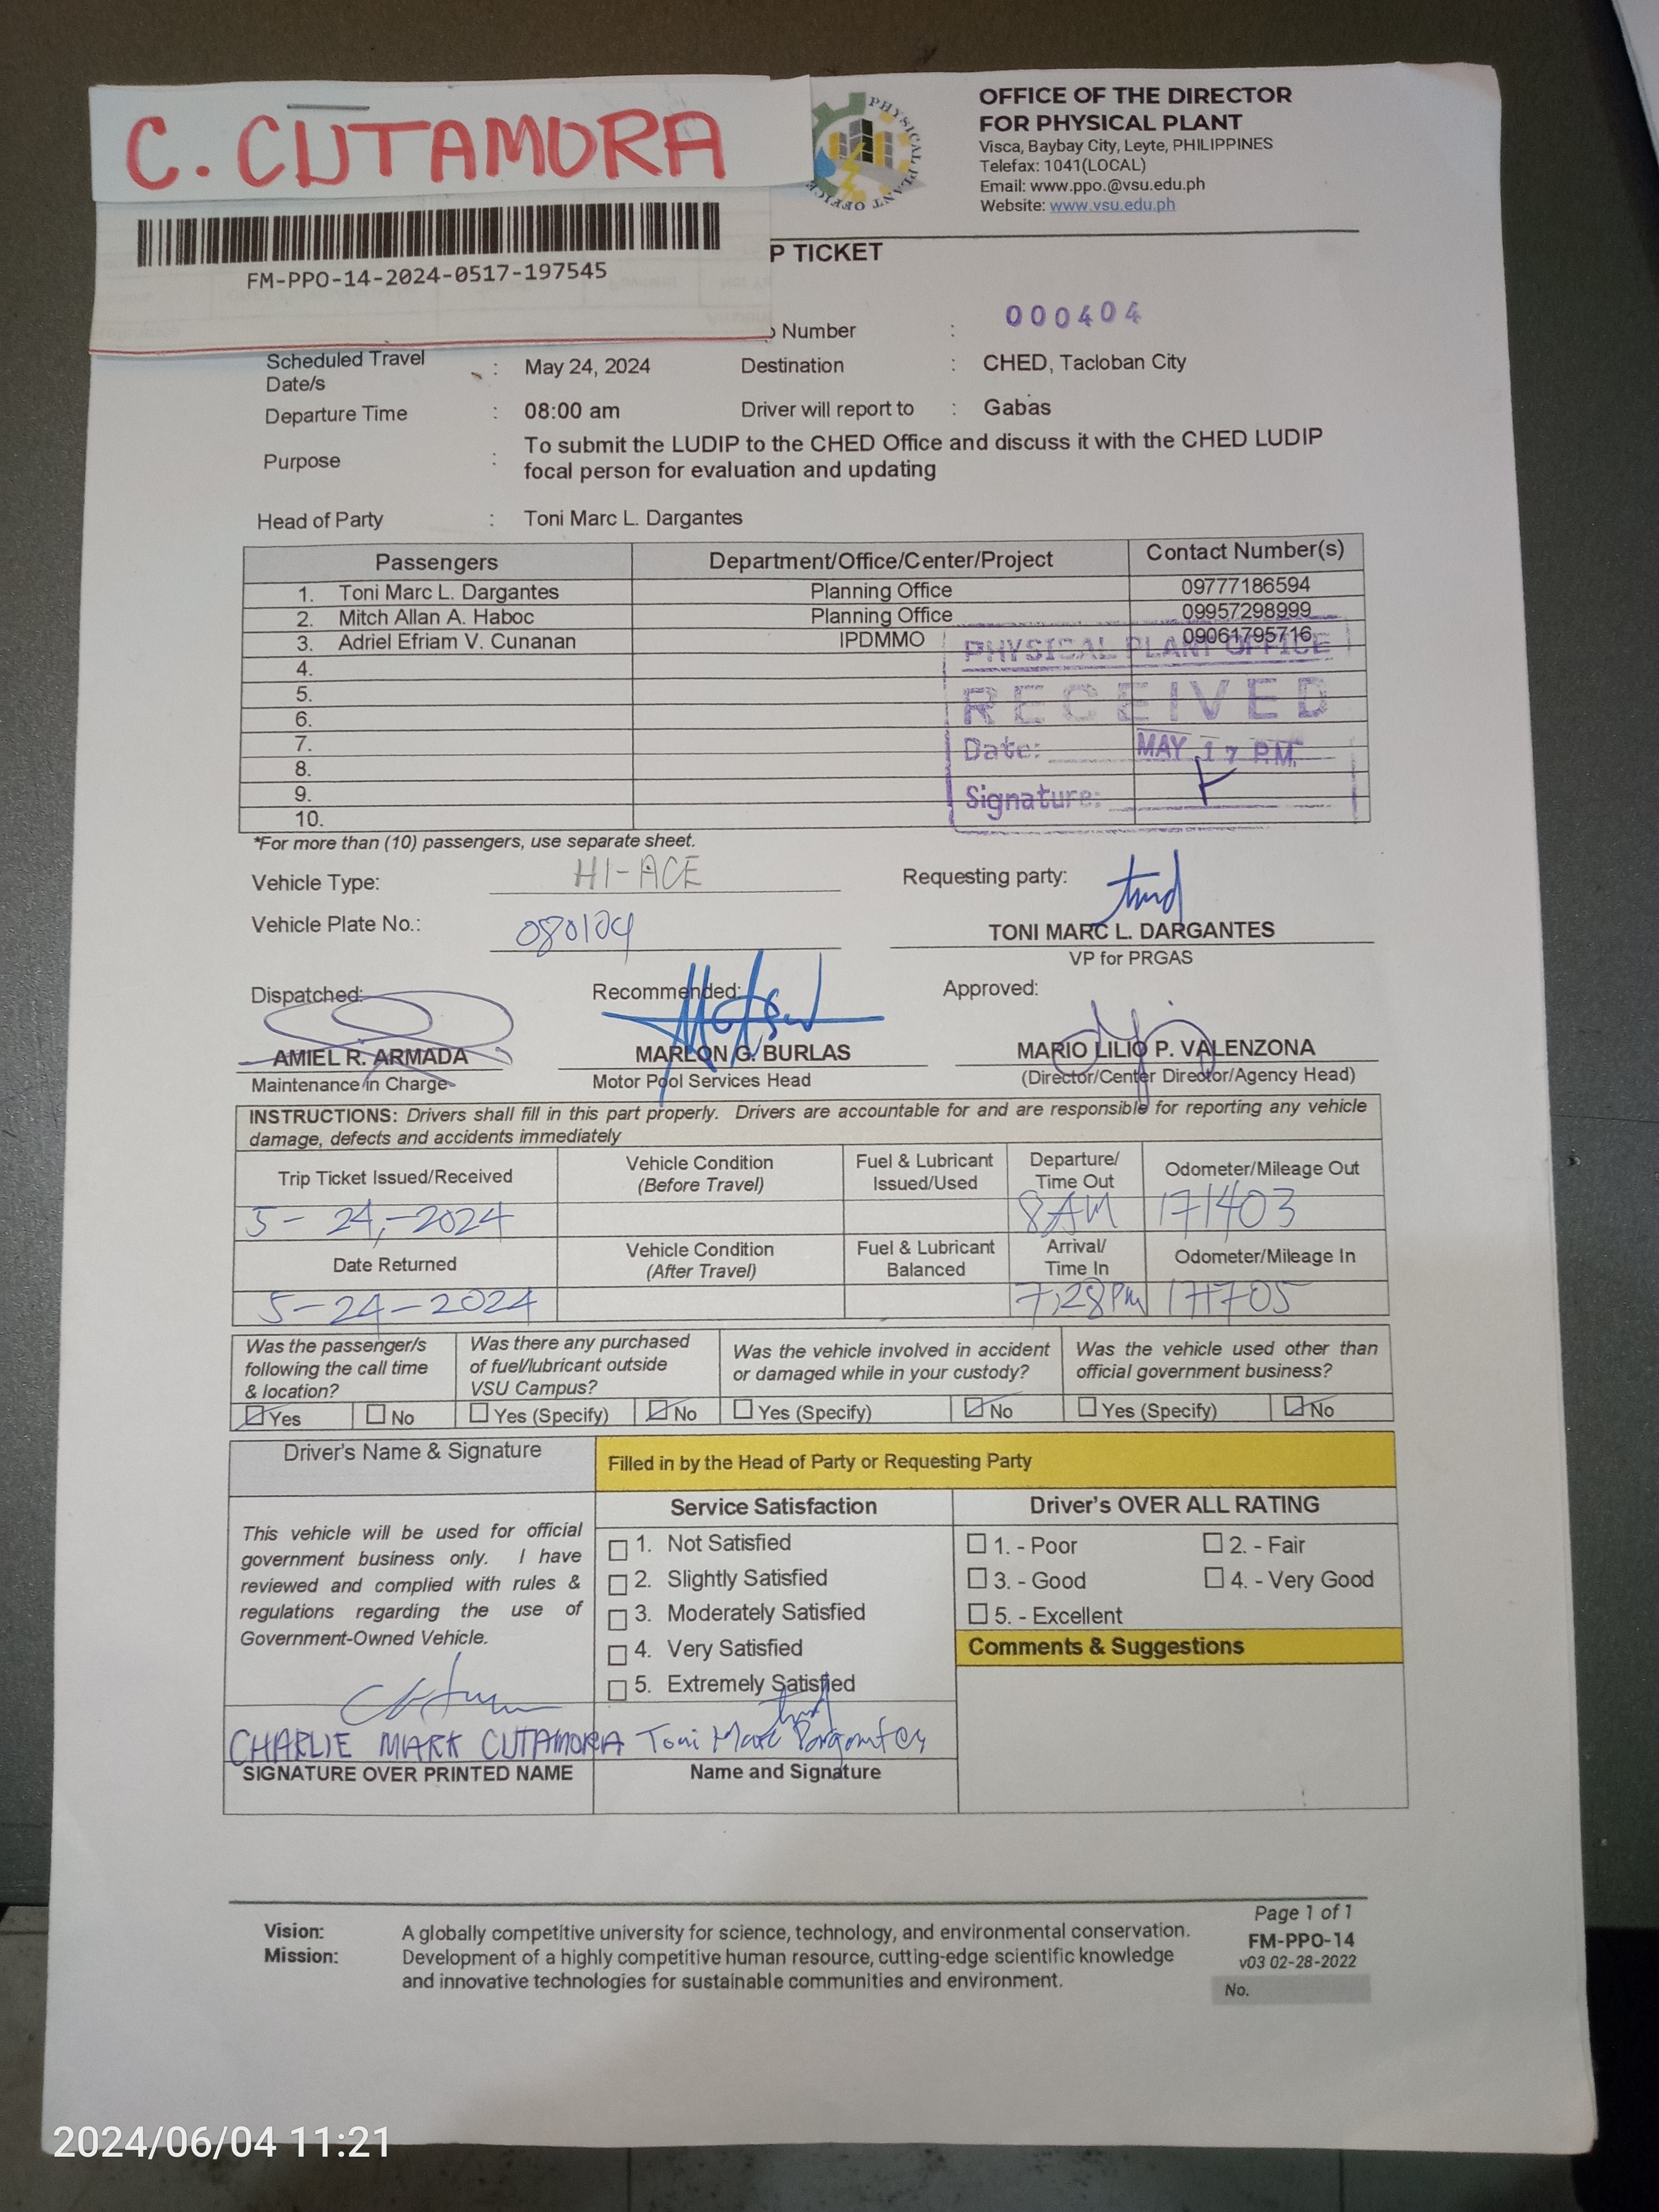 C. CUTAMORA
FM-PPO-14-2024-0517-197545
PHYSICAL PLANT OFFICE
OFFICE OF THE DIRECTOR
FOR PHYSICAL PLANT
Visca, Baybay City, Leyte, PHILIPPINES
Telefax: 1041(LOCAL)
Email: www.ppo.@vsu.edu.ph
Website: www.vsu.edu.ph
P TICKET
Number : 000404
Scheduled Travel Date/s : May 24, 2024 Destination : CHED, Tacloban City
Departure Time : 08:00 am Driver will report to : Gabas
Purpose : To submit the LUDIP to the CHED Office and discuss it with the CHED LUDIP
focal person for evaluation and updating
Head of Party : Toni Marc L. Dargantes
Passengers Department/Office/Center/Project Contact Number(s)
1. Toni Marc L. Dargantes Planning Office 09777186594
2. Mitch Allan A. Haboc Planning Office 09957298999
3. Adriel Efriam V. Cunanan IPDMMO 09061795716
4.
5.
6.
7.
8.
9.
10.
PHYSICAL PLANT OFFICE
RECEIVED
Date: MAY 17 P.M.
Signature:
*For more than (10) passengers, use separate sheet.
Vehicle Type: HI-ACE Requesting party:
Vehicle Plate No.: 080104 TONI MARC L. DARGANTES
VP for PRGAS
Dispatched: Recommended: Approved:
AMIEL R. ARMADA MARLON G. BURLAS MARIO LILIO P. VALENZONA
Maintenance in Charge Motor Pool Services Head (Director/Center Director/Agency Head)
INSTRUCTIONS: Drivers shall fill in this part properly. Drivers are accountable for and are responsible for reporting any vehicle
damage, defects and accidents immediately
Trip Ticket Issued/Received Vehicle Condition (Before Travel) Fuel & Lubricant Issued/Used Departure/ Time Out Odometer/Mileage Out
5-24,-2024 8AM 171403
Date Returned Vehicle Condition (After Travel) Fuel & Lubricant Balanced Arrival/ Time In Odometer/Mileage In
5-24-2024 7:28PM 171705
Was the passenger/s following the call time & location? Was there any purchased of fuel/lubricant outside VSU Campus? Was the vehicle involved in accident or damaged while in your custody? Was the vehicle used other than official government business?
Yes No Yes (Specify) No Yes (Specify) No Yes (Specify) No
Driver's Name & Signature Filled in by the Head of Party or Requesting Party
Service Satisfaction Driver's OVER ALL RATING
This vehicle will be used for official
government business only. I have
reviewed and complied with rules &
regulations regarding the use of
Government-Owned Vehicle.
1. Not Satisfied
2. Slightly Satisfied
3. Moderately Satisfied
4. Very Satisfied
5. Extremely Satisfied
1. - Poor 2. - Fair
3. - Good 4. - Very Good
5. - Excellent
Comments & Suggestions
CHARLIE MARK CUTAMORA Toni Marc Dargantes
SIGNATURE OVER PRINTED NAME Name and Signature
Vision: A globally competitive university for science, technology, and environmental conservation.
Mission: Development of a highly competitive human resource, cutting-edge scientific knowledge
and innovative technologies for sustainable communities and environment.
Page 1 of 1
FM-PPO-14
v03 02-28-2022
No.
2024/06/04 11:21